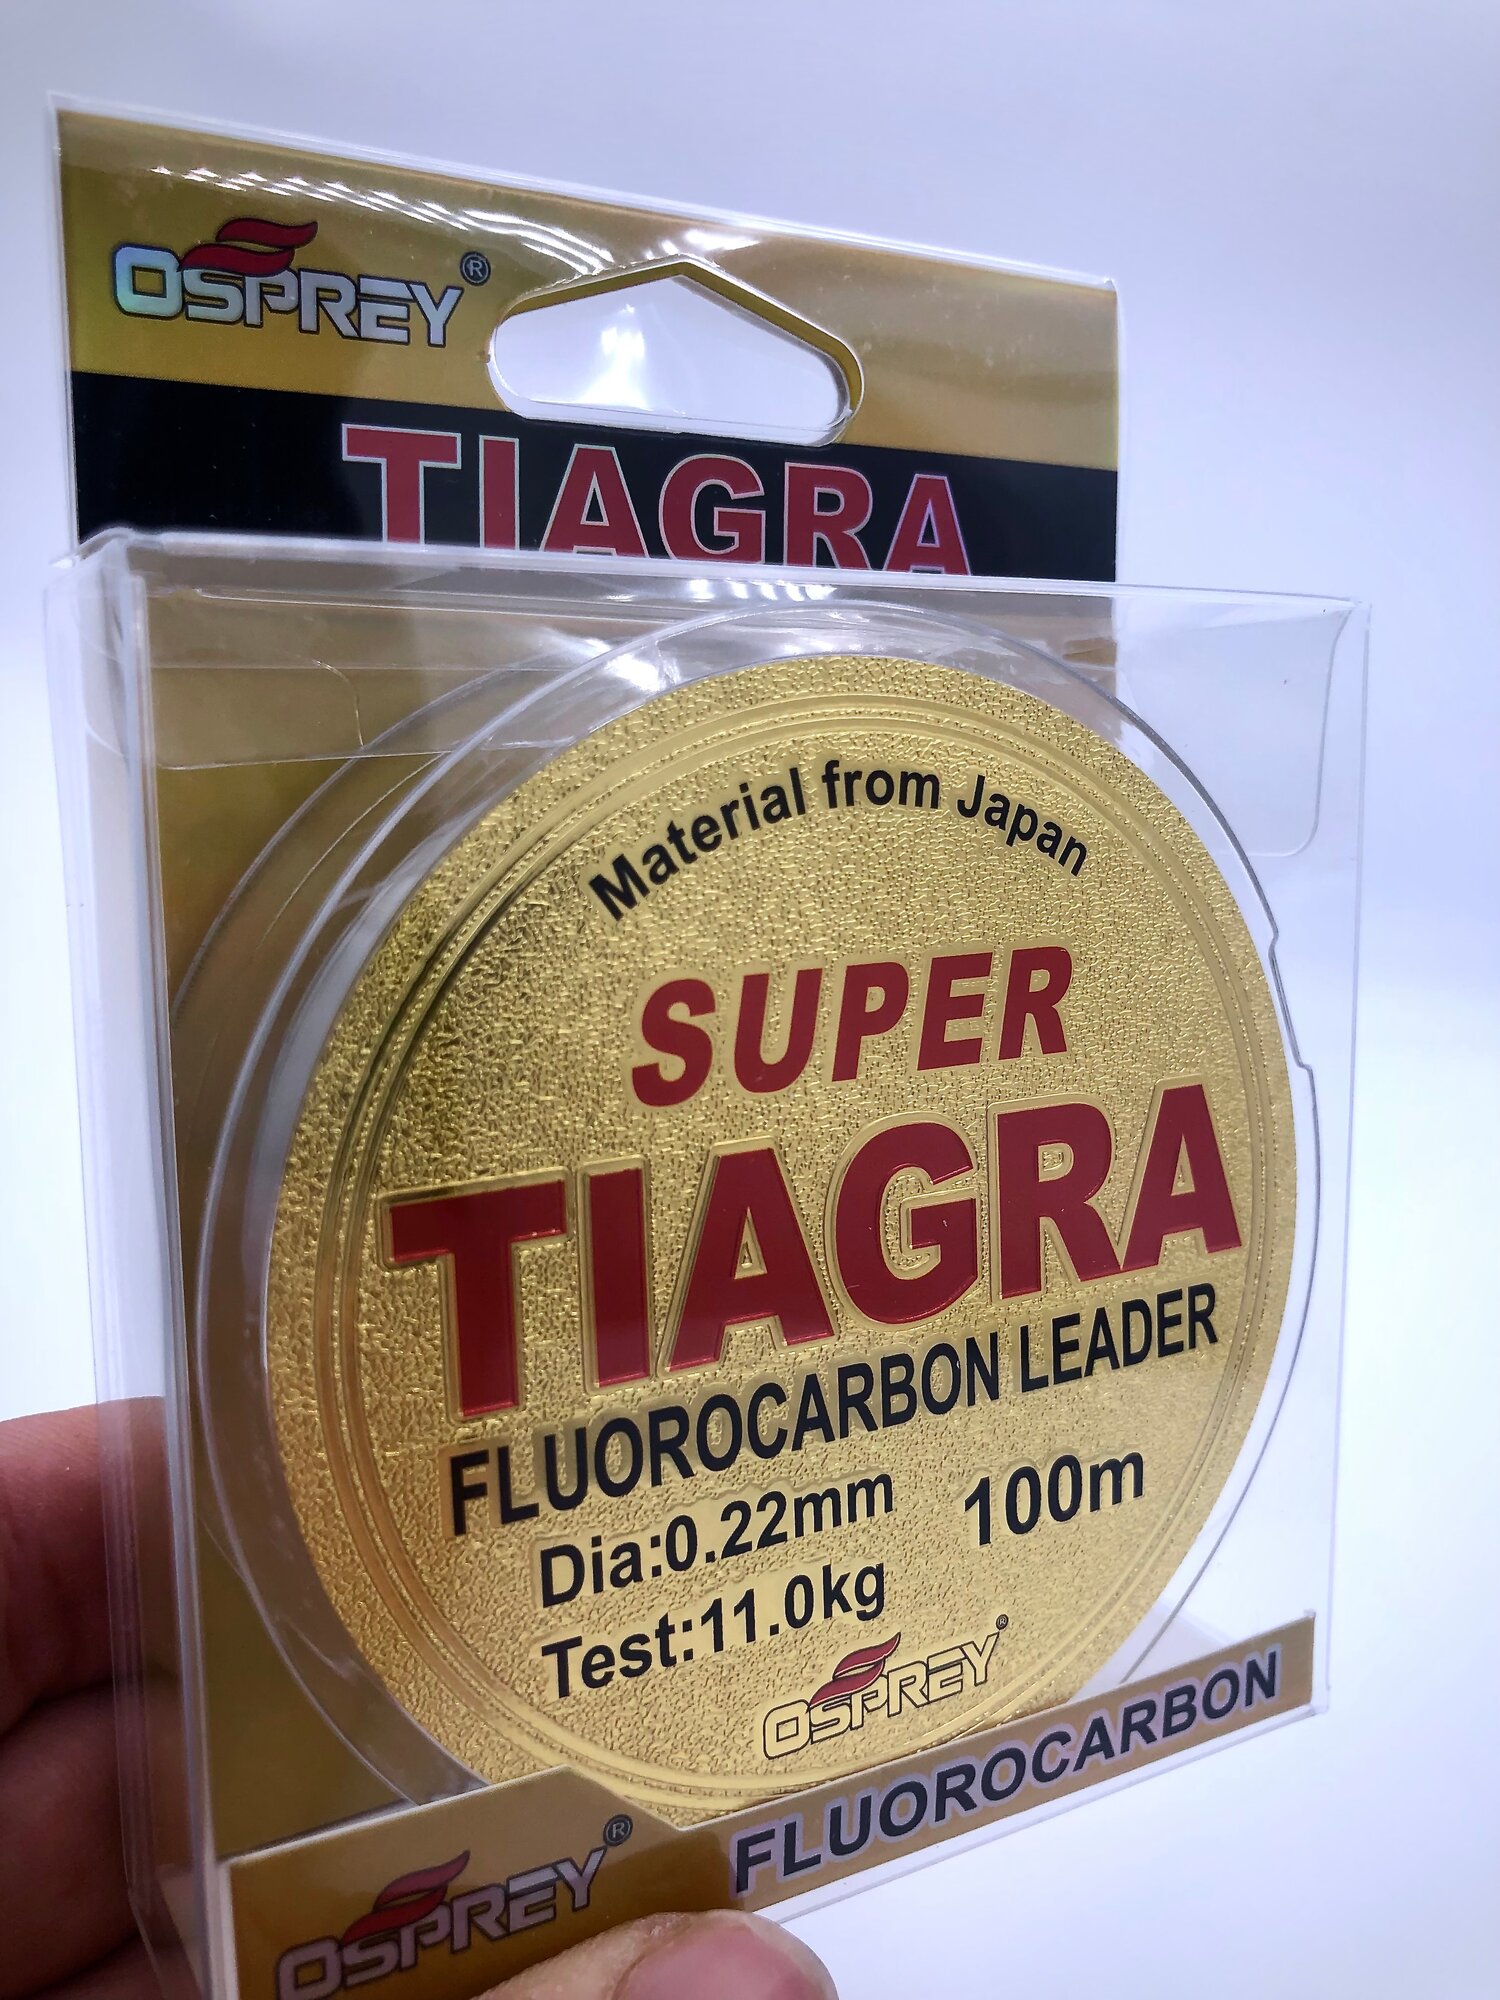 OSPREY®
TIAGRA
Material from Japan
SUPER
TIAGRA
FLUOROCARBON LEADER
Dia:0.22mm 100m
Test:11.0kg
OSPREY®
FLUOROCARBON
OSPREY®